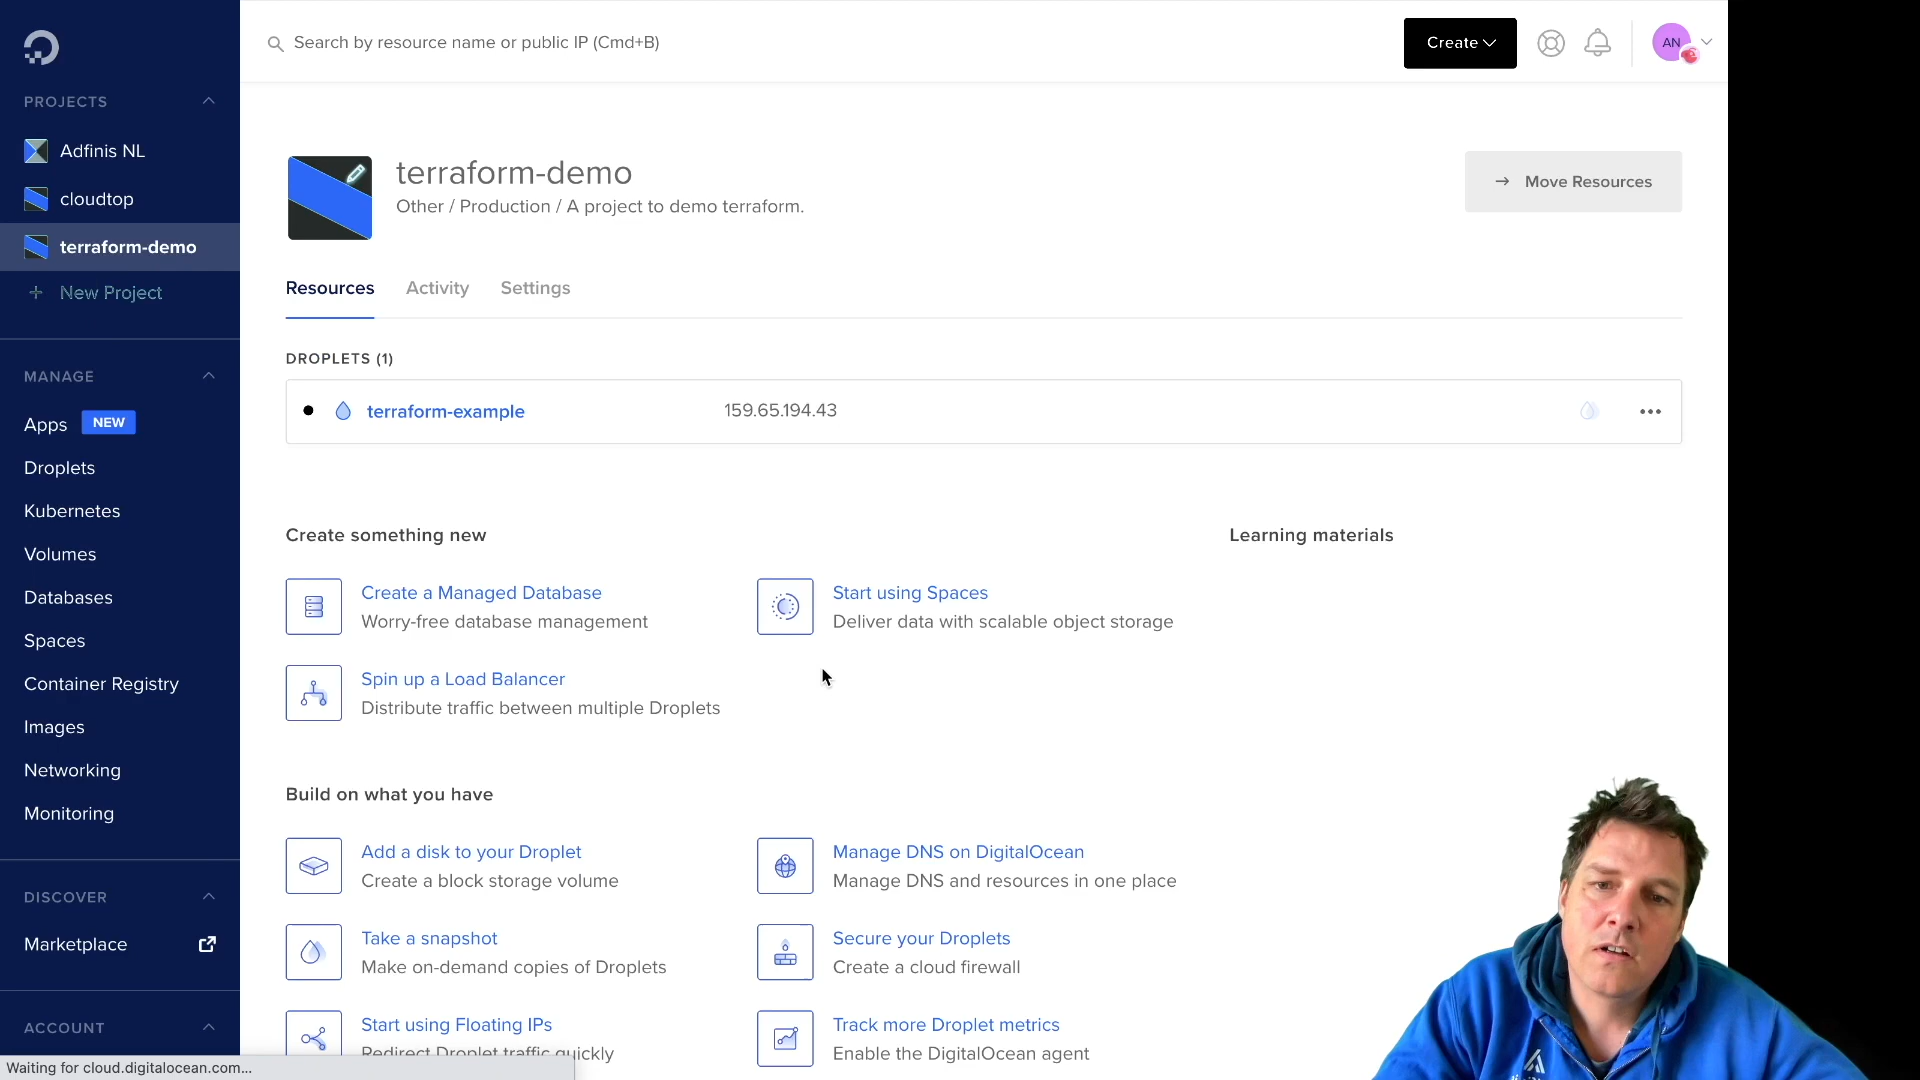 Search by resource name or public IP (Cmd+B)
Create
AN
PROJECTS
Adfinis NL
cloudtop
terraform-demo
New Project
MANAGE
Apps NEW
Droplets
Kubernetes
Volumes
Databases
Spaces
Container Registry
Images
Networking
Monitoring
DISCOVER
Marketplace
ACCOUNT
Waiting for cloud.digitalocean.com...
terraform-demo
Other / Production / A project to demo terraform.
→ Move Resources
Resources Activity Settings
DROPLETS (1)
terraform-example 159.65.194.43
Create something new
Create a Managed Database
Worry-free database management
Start using Spaces
Deliver data with scalable object storage
Spin up a Load Balancer
Distribute traffic between multiple Droplets
Learning materials
Build on what you have
Add a disk to your Droplet
Create a block storage volume
Manage DNS on DigitalOcean
Manage DNS and resources in one place
Take a snapshot
Make on-demand copies of Droplets
Secure your Droplets
Create a cloud firewall
Start using Floating IPs
Redirect Droplet traffic quickly
Track more Droplet metrics
Enable the DigitalOcean agent